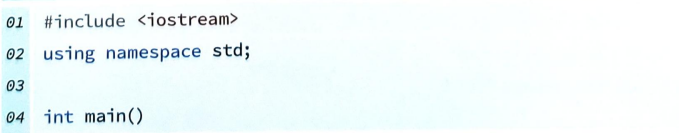 01 #include <iostream>
02 using namespace std;
03
04 int main()